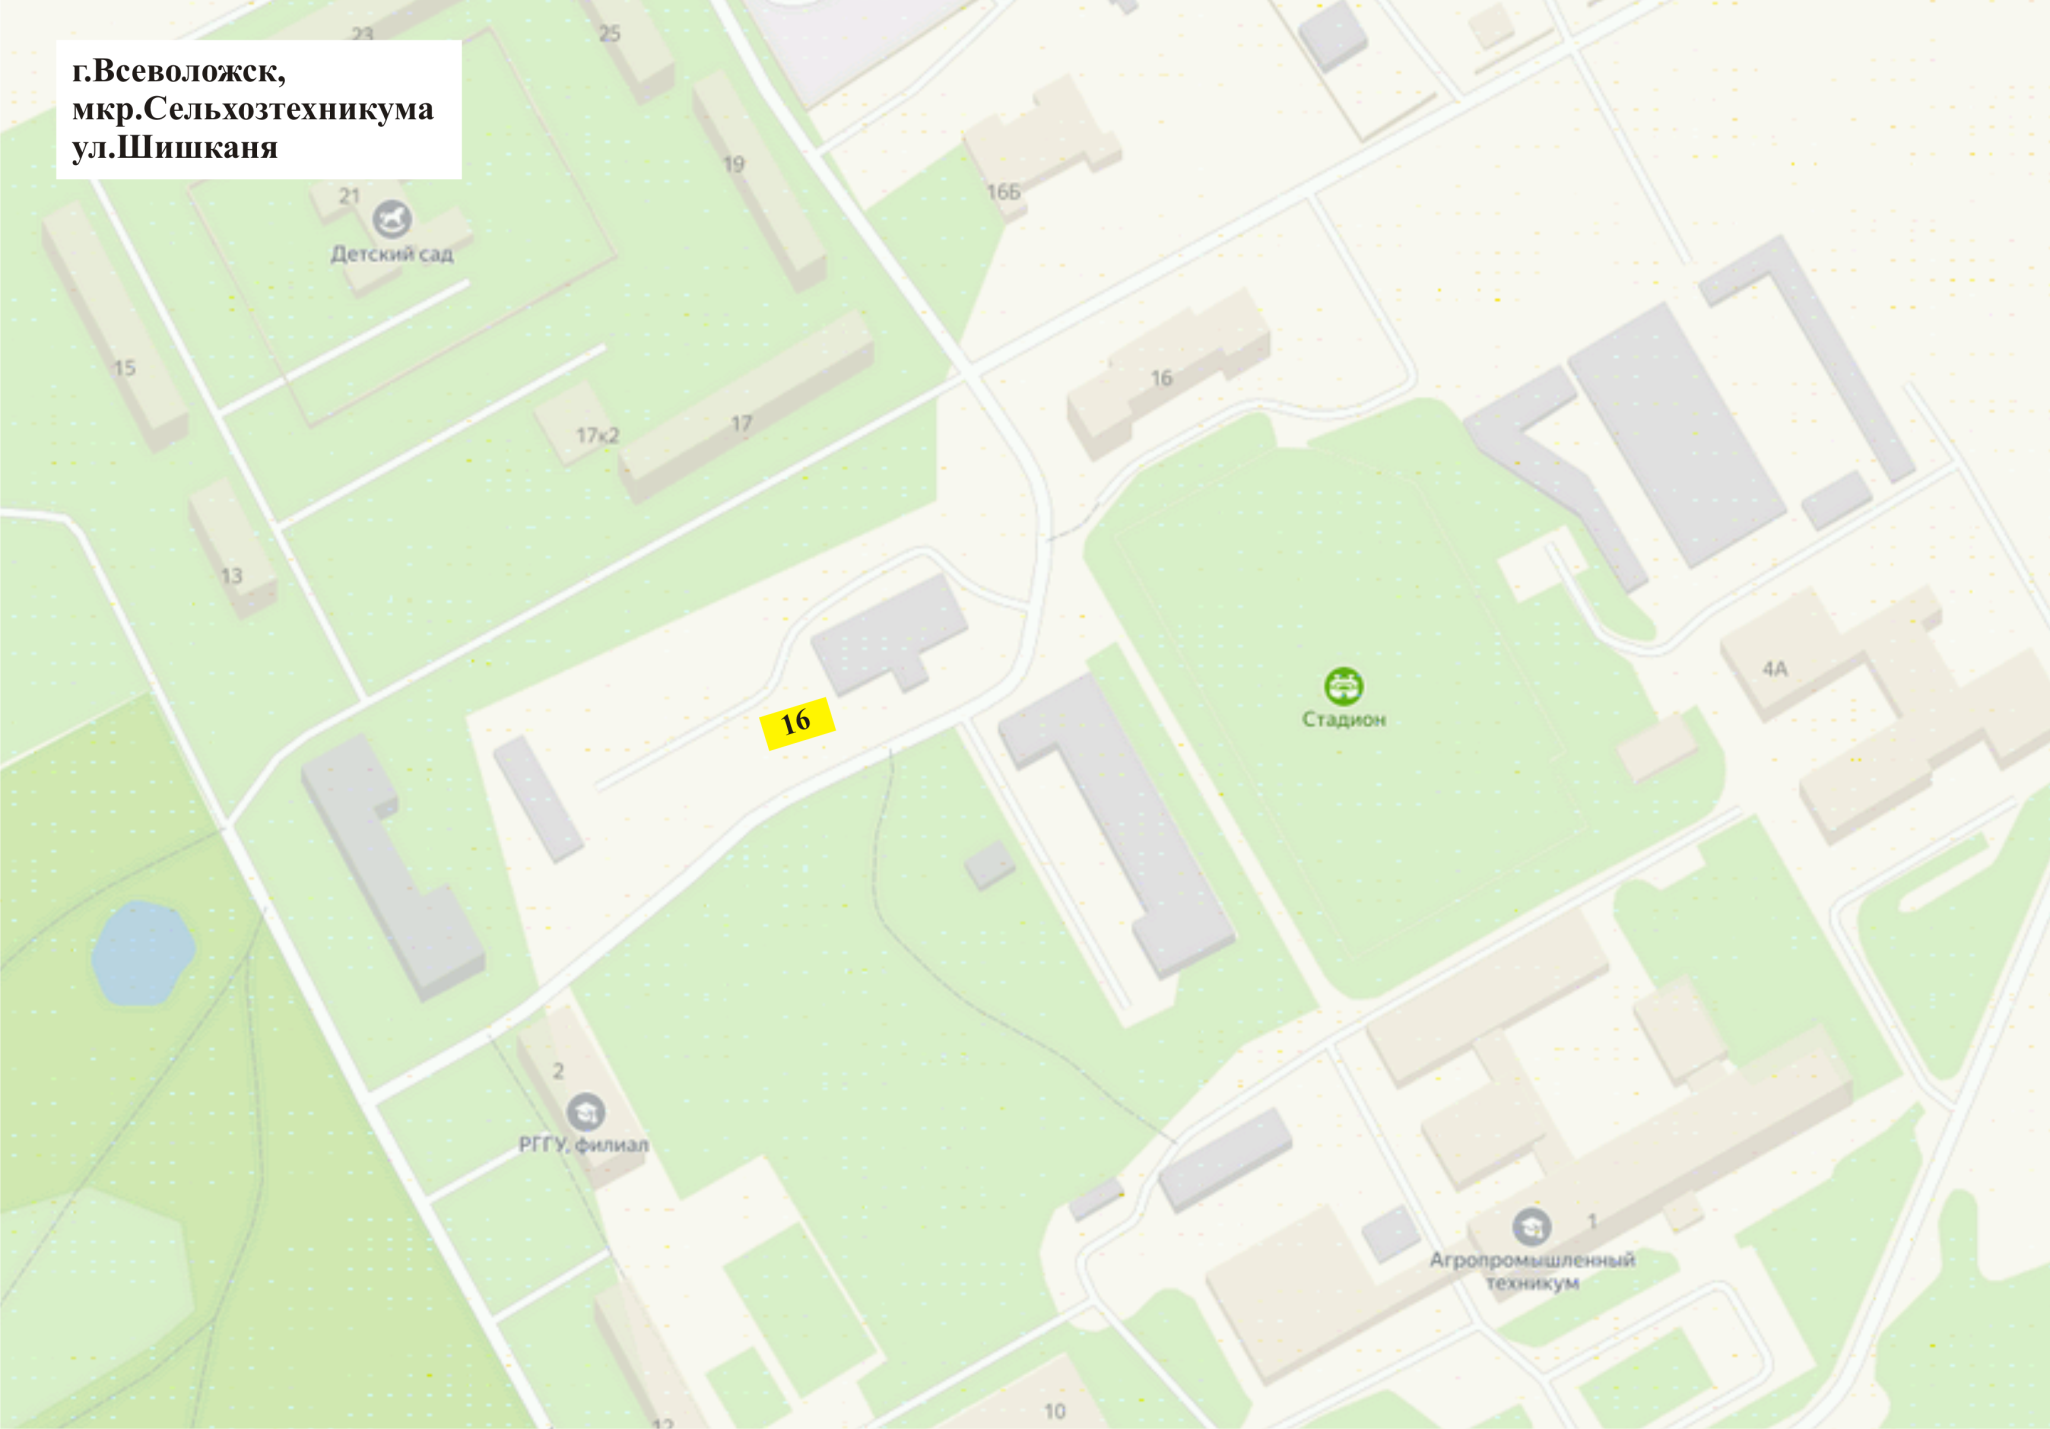 23
25
г.Всеволожск,
мкр.Сельхозтехникума
ул.Шишканя
19
16Б
21
Детский сад
15
16
17
17к2
13
4А
Стадион
16
2
РГГУ, филиал
1
Агропромышленный
техникум
10
12